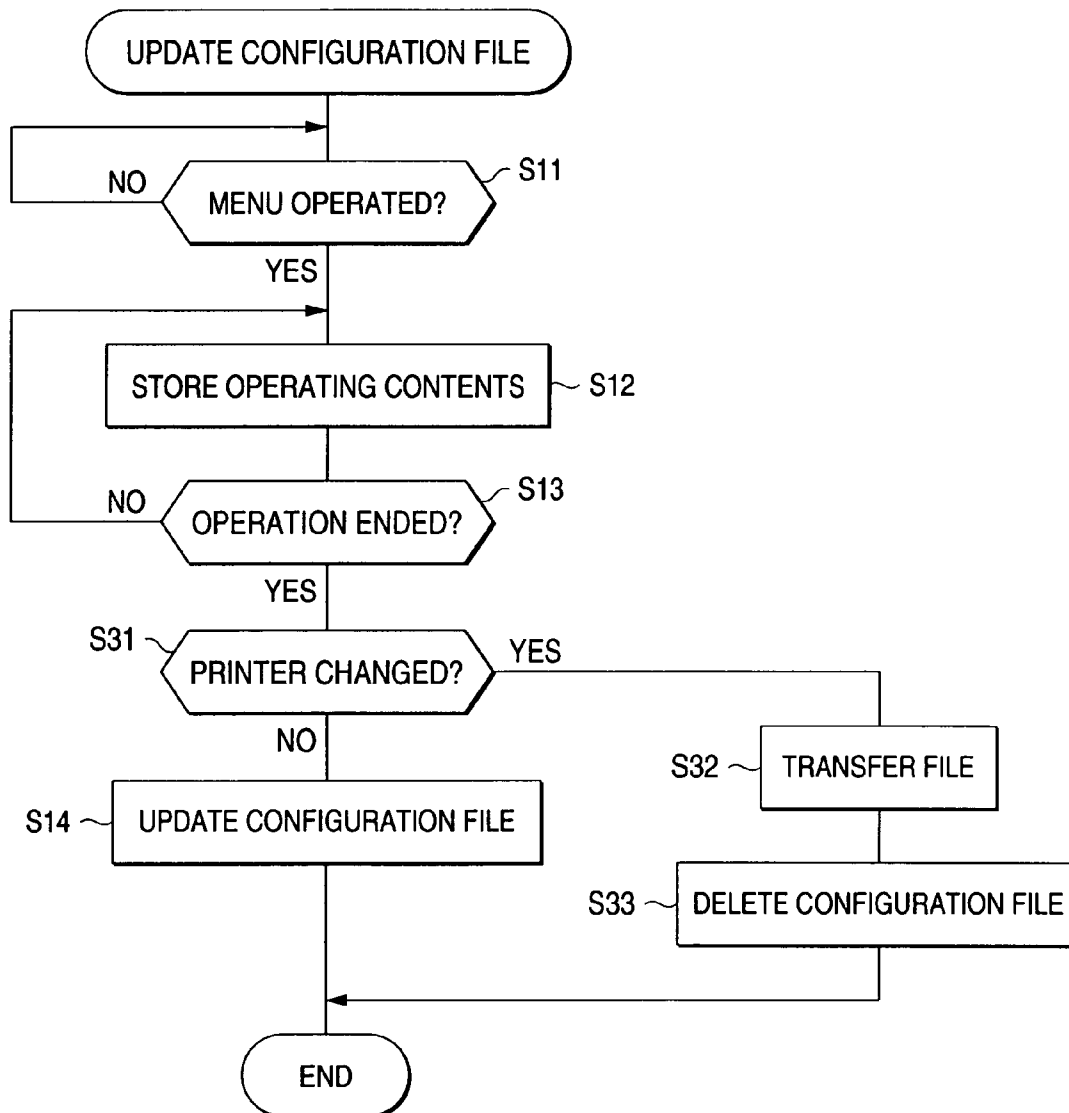 UPDATE CONFIGURATION FILE
S11
NO
MENU OPERATED?
YES
STORE OPERATING CONTENTS
S12
S13
NO
OPERATION ENDED?
YES
S31
PRINTER CHANGED?
YES
NO
S32
TRANSFER FILE
S14
UPDATE CONFIGURATION FILE
S33
DELETE CONFIGURATION FILE
END